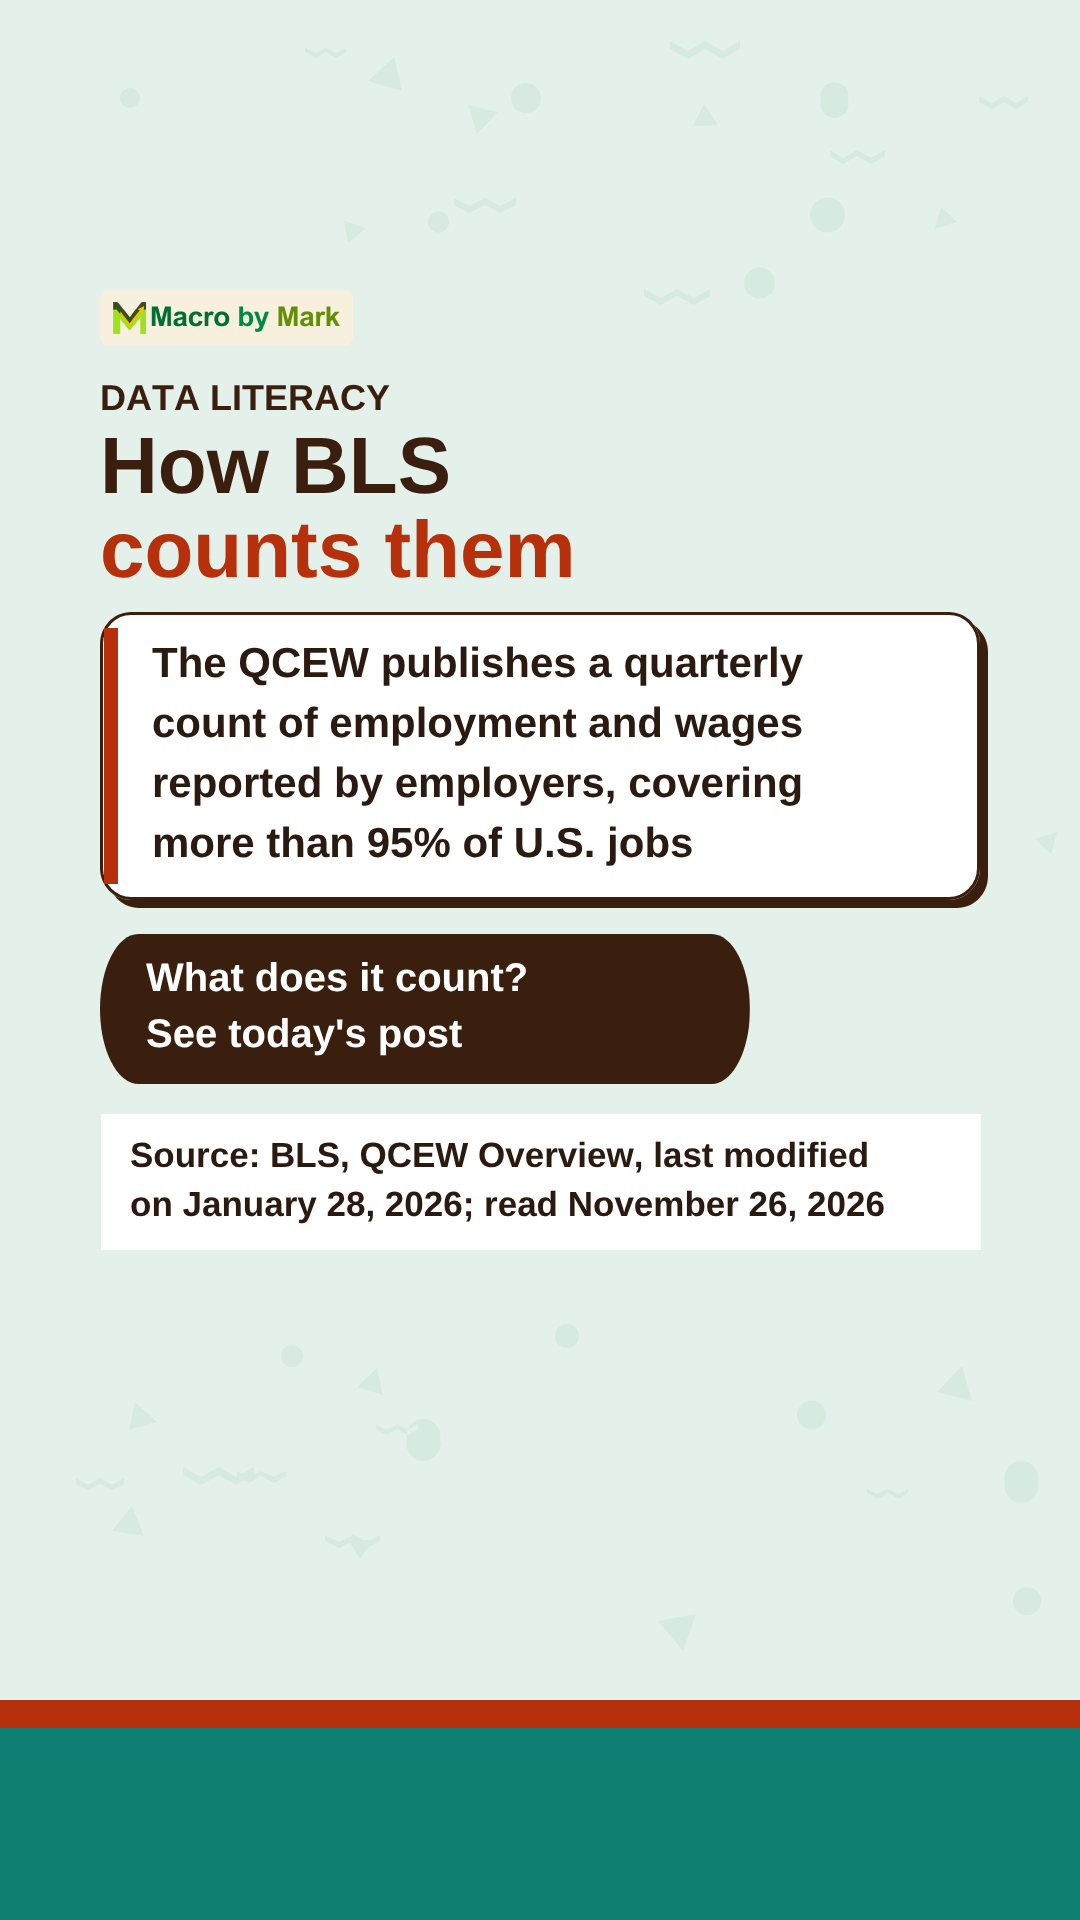 Macro by Mark
DATA LITERACY
How BLS
counts them
The QCEW publishes a quarterly
count of employment and wages
reported by employers, covering
more than 95% of U.S. jobs
What does it count?
See today's post
Source: BLS, QCEW Overview, last modified
on January 28, 2026; read November 26, 2026